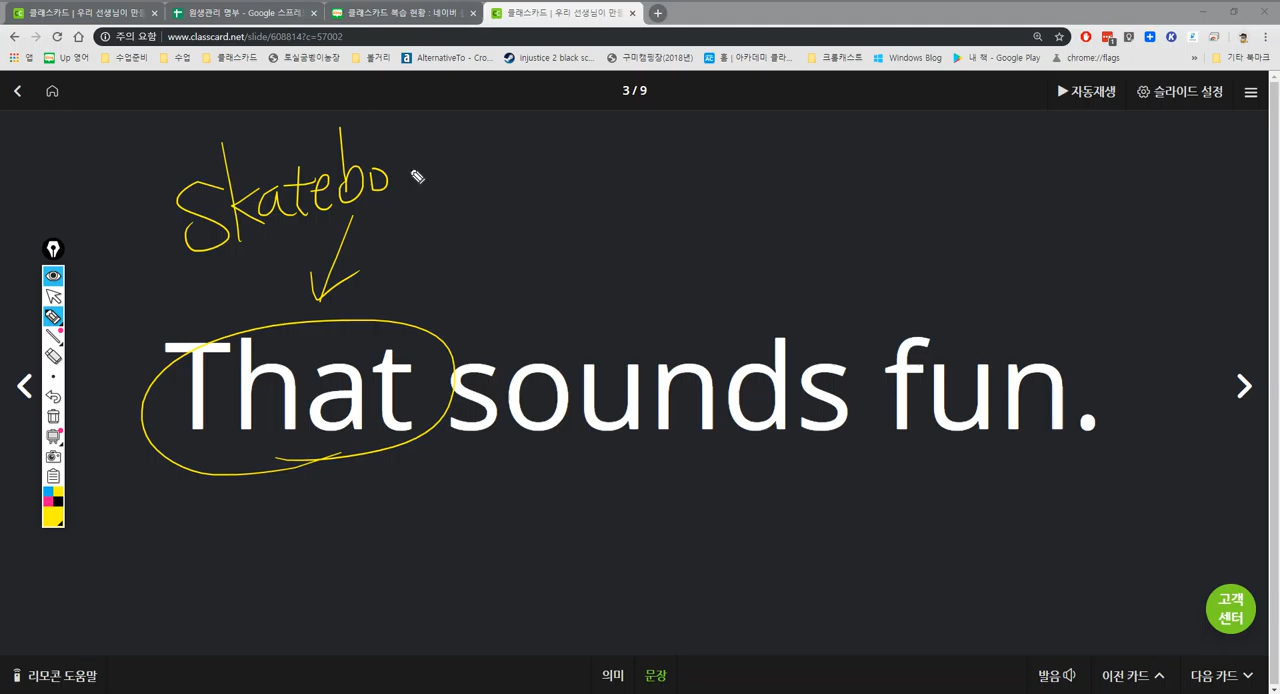 클래스카드 | 우리 선생님이 만든
원생관리 명부 - Google 스프레
클래스카드 복습 현황 : 네이버
클래스카드 | 우리 선생님이 만든
주의 요함 www.classcard.net/slide/608814?c=57002
앱 Up 영어 수업준비 수업 클래스카드 토실공방이농장 볼거리 AlternativeTo - Cro... Injustice 2 black sc... 구미캠핑장(2018년) 홈 | 아카데미 클라... 크롬캐스트 Windows Blog 내 책 - Google Play chrome://flags » 기타 북마크
3 / 9
자동재생 슬라이드 설정
skatebo
That sounds fun.
고객
센터
리모콘 도움말 의미 문장 발음 이전 카드 다음 카드